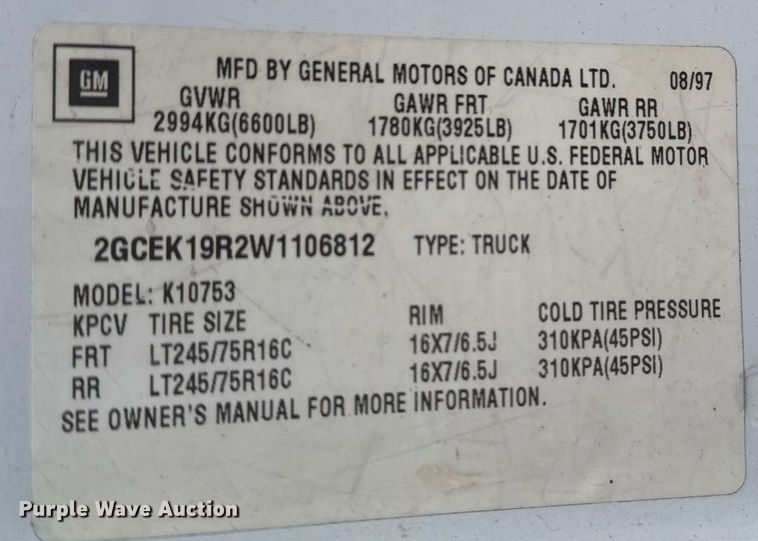 GM
MFD BY GENERAL MOTORS OF CANADA LTD. 08/97
GVWR GAWR FRT GAWR RR
2994KG(6600LB) 1780KG(3925LB) 1701KG(3750LB)
THIS VEHICLE CONFORMS TO ALL APPLICABLE U.S. FEDERAL MOTOR
VEHICLE SAFETY STANDARDS IN EFFECT ON THE DATE OF
MANUFACTURE SHOWN ABOVE.
2GCEK19R2W1106812 TYPE: TRUCK
MODEL: K10753
KPCV TIRE SIZE RIM COLD TIRE PRESSURE
FRT LT245/75R16C 16X7/6.5J 310KPA(45PSI)
RR LT245/75R16C 16X7/6.5J 310KPA(45PSI)
SEE OWNER'S MANUAL FOR MORE INFORMATION.
Purple Wave Auction